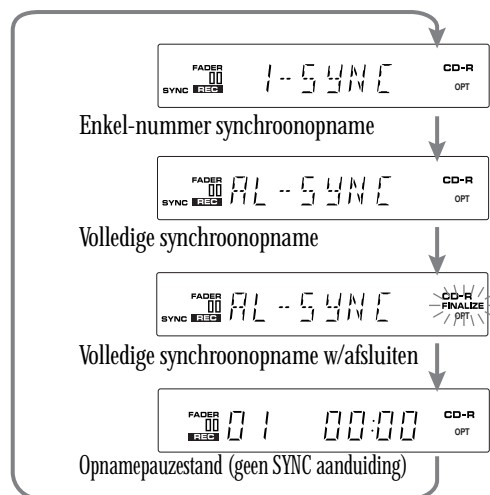 FADER 1-SYNC CD-R
SYNC REC OPT
Enkel-nummer synchroonopname
FADER AL-SYNC CD-R
SYNC REC OPT
Volledige synchroonopname
FADER AL-SYNC CD-R
FINALIZE
SYNC REC OPT
Volledige synchroonopname w/afsluiten
FADER 01 00:00 CD-R
REC OPT
Opnamepauzestand (geen SYNC aanduiding)